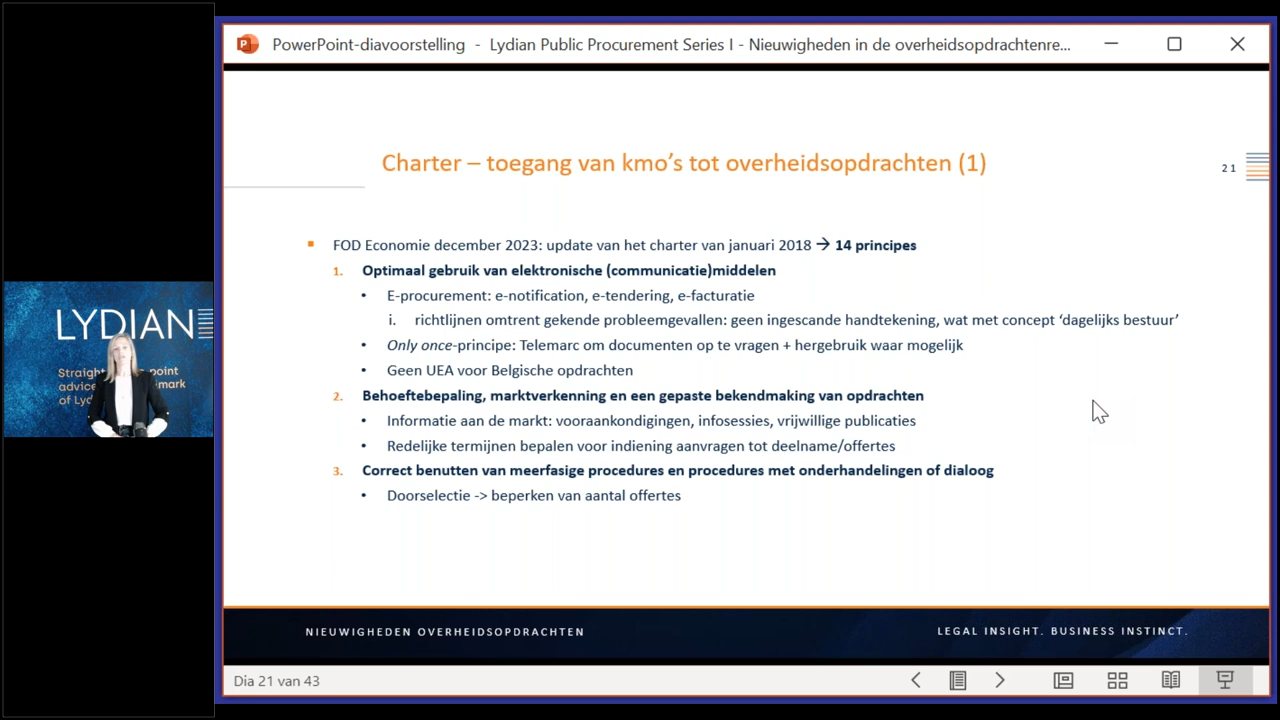 PowerPoint-diavoorstelling - Lydian Public Procurement Series I - Nieuwigheden in de overheidsopdrachtenre...
Charter – toegang van kmo's tot overheidsopdrachten (1)
21
FOD Economie december 2023: update van het charter van januari 2018 → 14 principes
1. Optimaal gebruik van elektronische (communicatie)middelen
• E-procurement: e-notification, e-tendering, e-facturatie
i. richtlijnen omtrent gekende probleemgevallen: geen ingescande handtekening, wat met concept ‘dagelijks bestuur’
• Only once-principe: Telemarc om documenten op te vragen + hergebruik waar mogelijk
• Geen UEA voor Belgische opdrachten
2. Behoeftebepaling, marktverkenning en een gepaste bekendmaking van opdrachten
• Informatie aan de markt: vooraankondigingen, infosessies, vrijwillige publicaties
• Redelijke termijnen bepalen voor indiening aanvragen tot deelname/offertes
3. Correct benutten van meerfasige procedures en procedures met onderhandelingen of dialoog
• Doorselectie -> beperken van aantal offertes
NIEUWIGHEDEN OVERHEIDSOPDRACHTEN
LEGAL INSIGHT. BUSINESS INSTINCT.
Dia 21 van 43
LYDIAN
point
advice
of